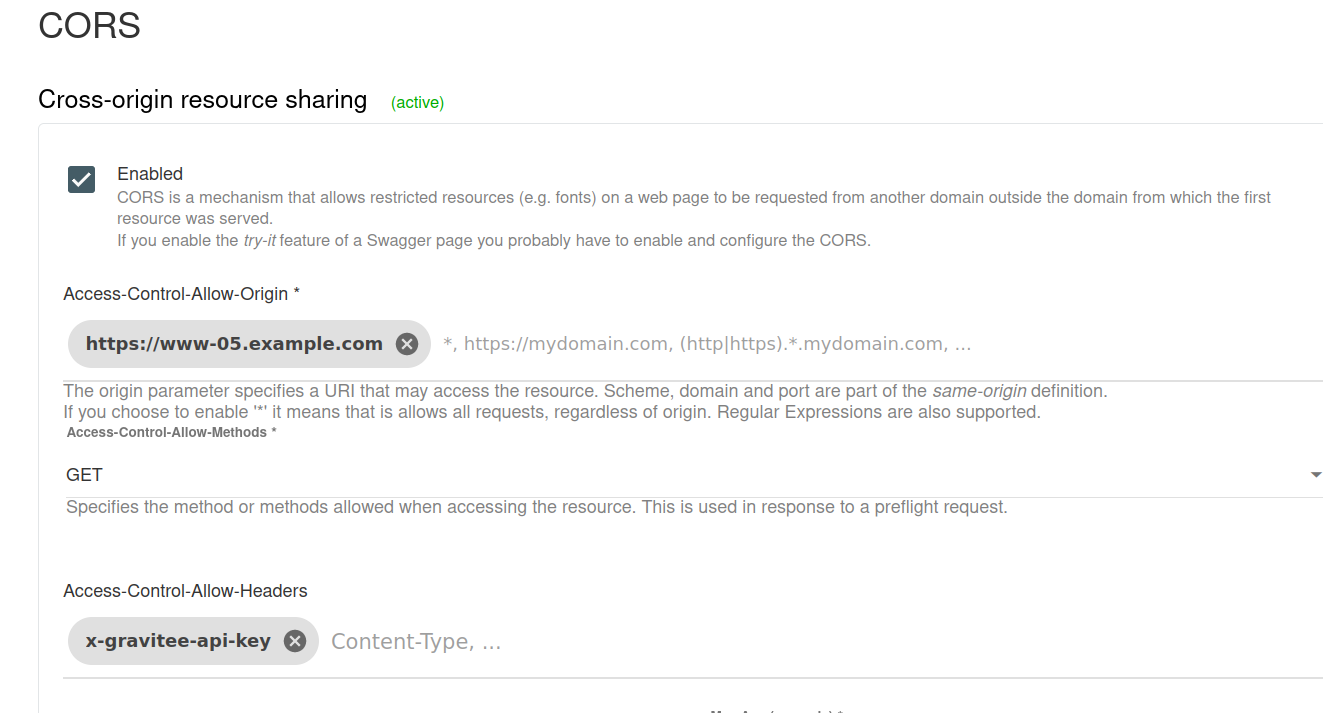 CORS
Cross-origin resource sharing (active)
Enabled
CORS is a mechanism that allows restricted resources (e.g. fonts) on a web page to be requested from another domain outside the domain from which the first
resource was served.
If you enable the try-it feature of a Swagger page you probably have to enable and configure the CORS.
Access-Control-Allow-Origin *
https://www-05.example.com *, https://mydomain.com, (http|https).*.mydomain.com, ...
The origin parameter specifies a URI that may access the resource. Scheme, domain and port are part of the same-origin definition.
If you choose to enable '*' it means that is allows all requests, regardless of origin. Regular Expressions are also supported.
Access-Control-Allow-Methods *
GET
Specifies the method or methods allowed when accessing the resource. This is used in response to a preflight request.
Access-Control-Allow-Headers
x-gravitee-api-key Content-Type, ...